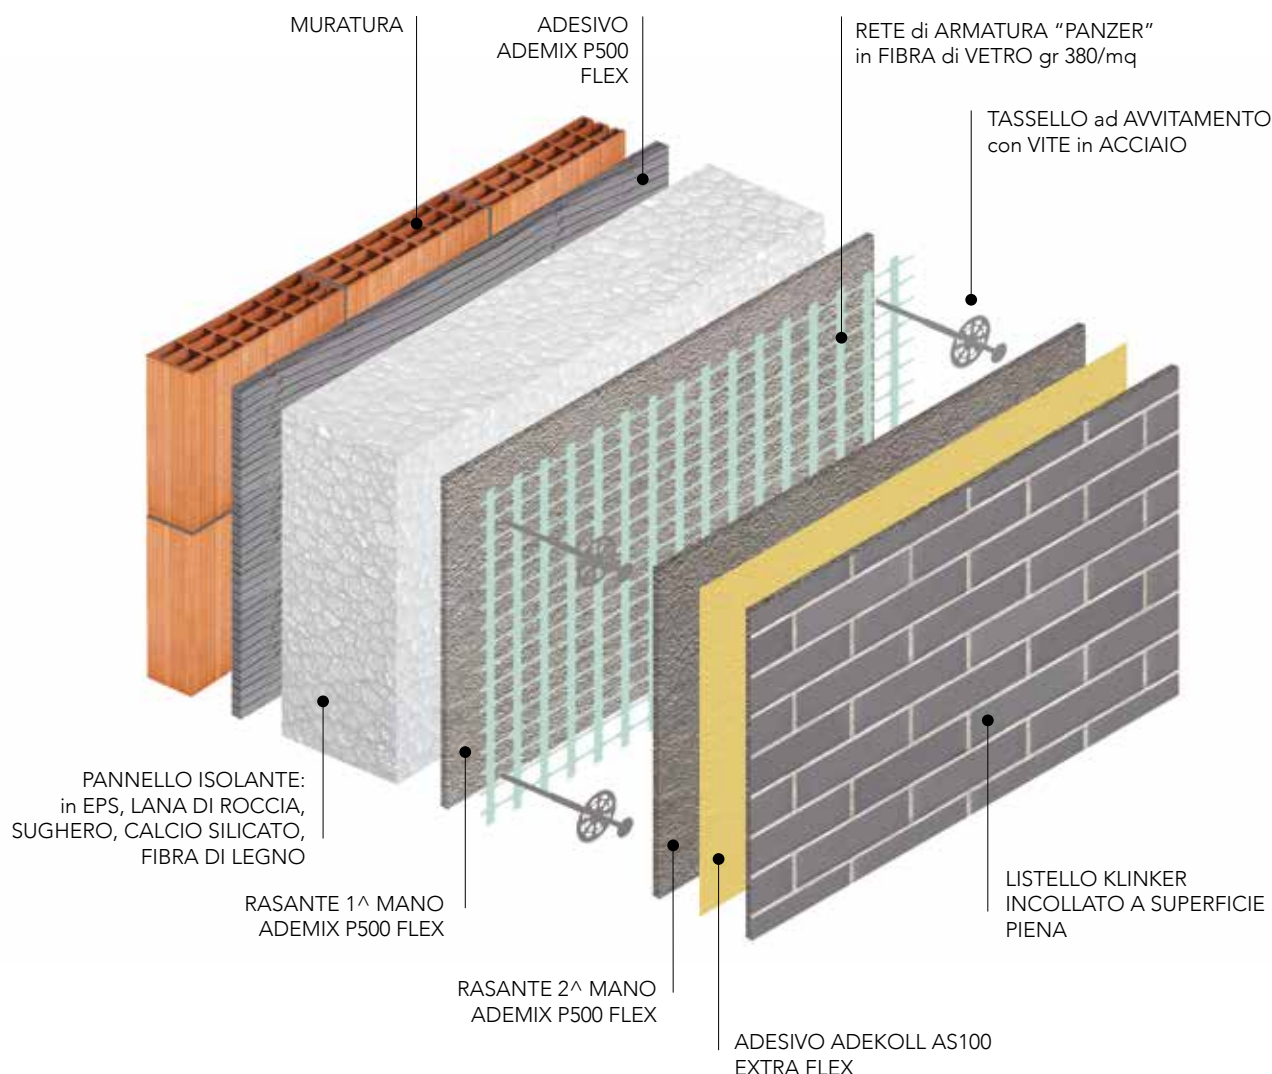 MURATURA
ADESIVO
ADEMIX P500
FLEX
RETE di ARMATURA “PANZER”
in FIBRA di VETRO gr 380/mq
TASSELLO ad AVVITAMENTO
con VITE in ACCIAIO
PANNELLO ISOLANTE:
in EPS, LANA DI ROCCIA,
SUGHERO, CALCIO SILICATO,
FIBRA DI LEGNO
RASANTE 1^ MANO
ADEMIX P500 FLEX
RASANTE 2^ MANO
ADEMIX P500 FLEX
ADESIVO ADEKOLL AS100
EXTRA FLEX
LISTELLO KLINKER
INCOLLATO A SUPERFICIE
PIENA